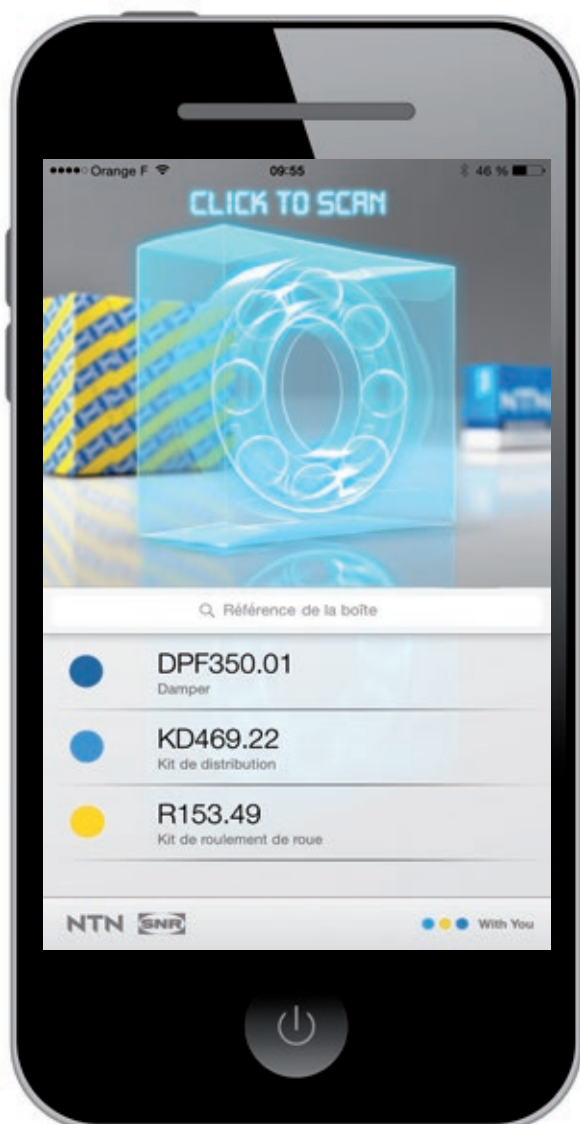 Orange F 09:55 46 %
CLICK TO SCAN
NTN
Référence de la boîte
DPF350.01
Damper
KD469.22
Kit de distribution
R153.49
Kit de roulement de roue
NTN SNR With You